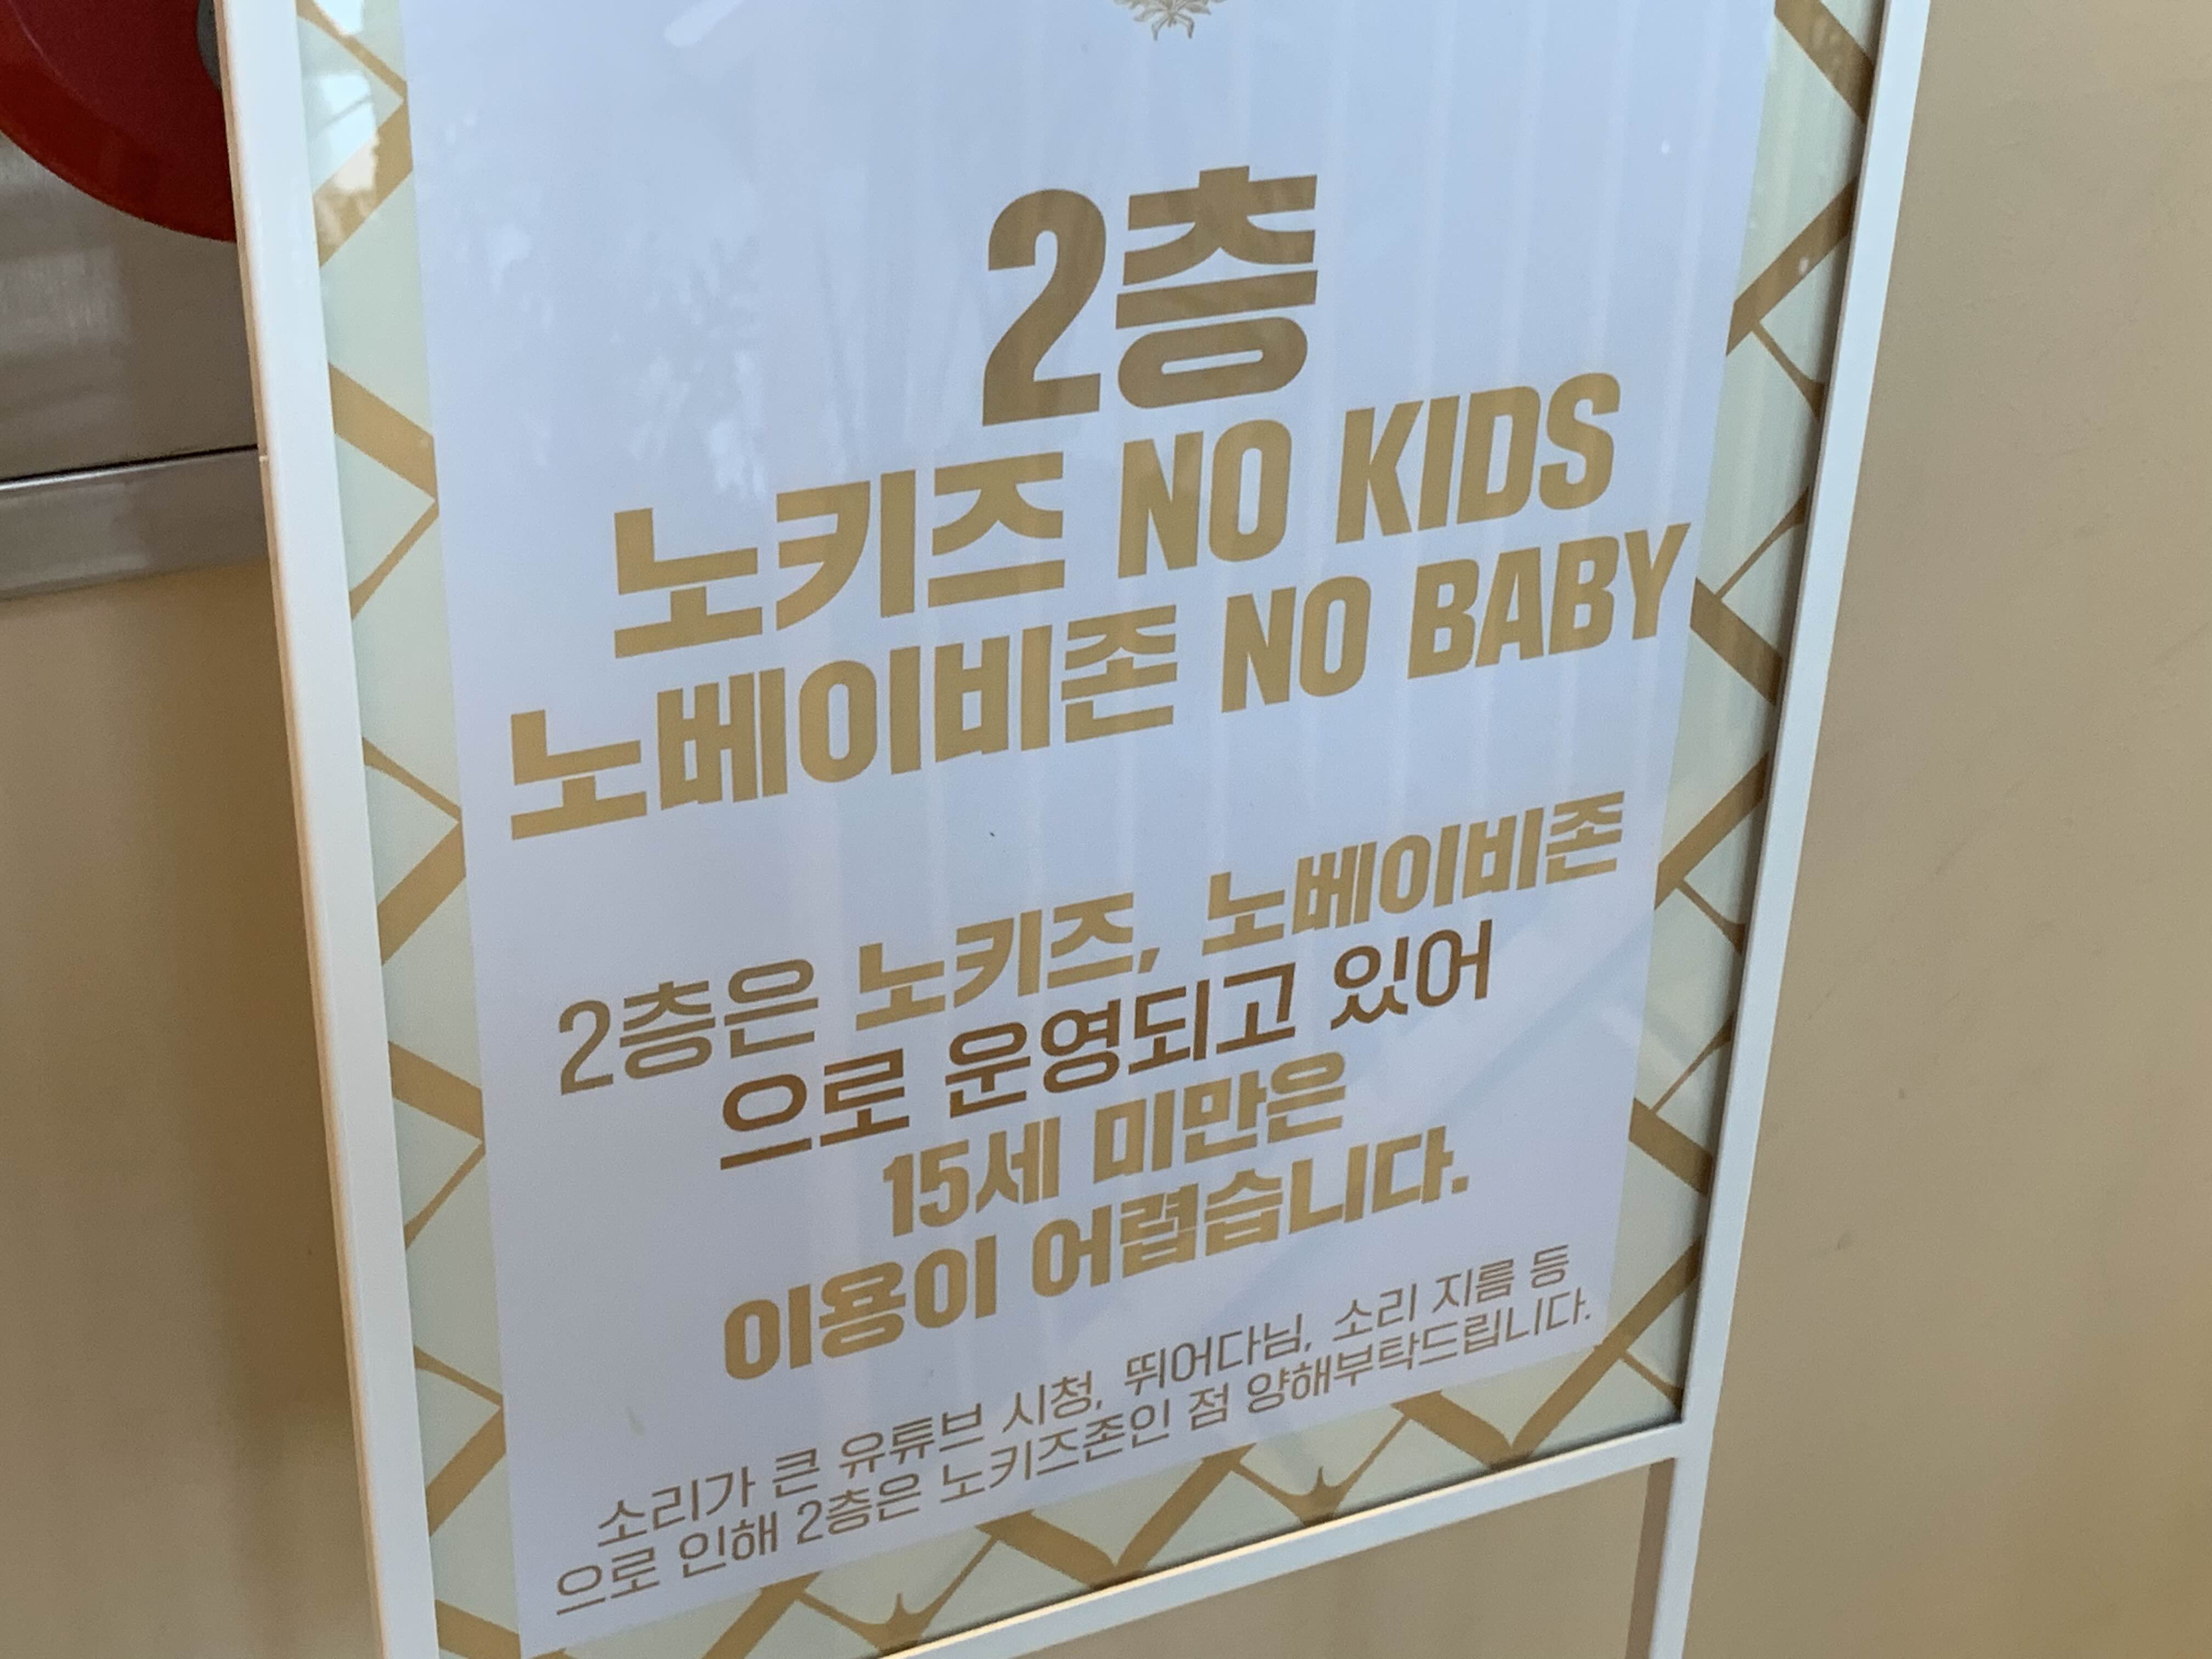 2층
노키즈 NO KIDS
노베이비존 NO BABY
2층은 노키즈, 노베이비존
으로 운영되고 있어
15세 미만은
이용이 어렵습니다.
소리가 큰 유튜브 시청, 뛰어다님, 소리 지름 등
으로 인해 2층은 노키즈존인 점 양해부탁드립니다.